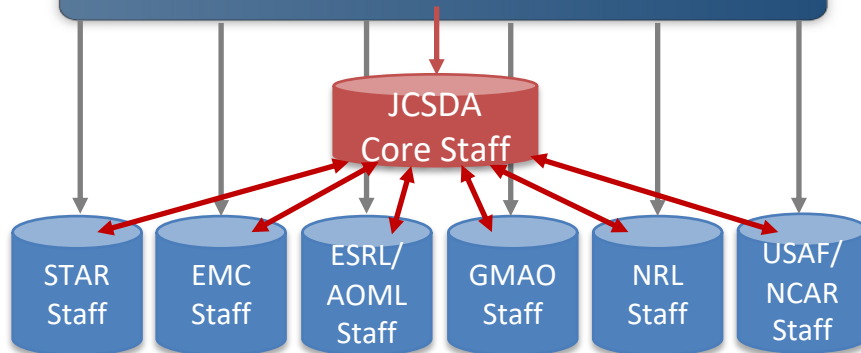 JCSDA
Core Staff
STAR
Staff
EMC
Staff
ESRL/
AOML
Staff
GMAO
Staff
NRL
Staff
USAF/
NCAR
Staff